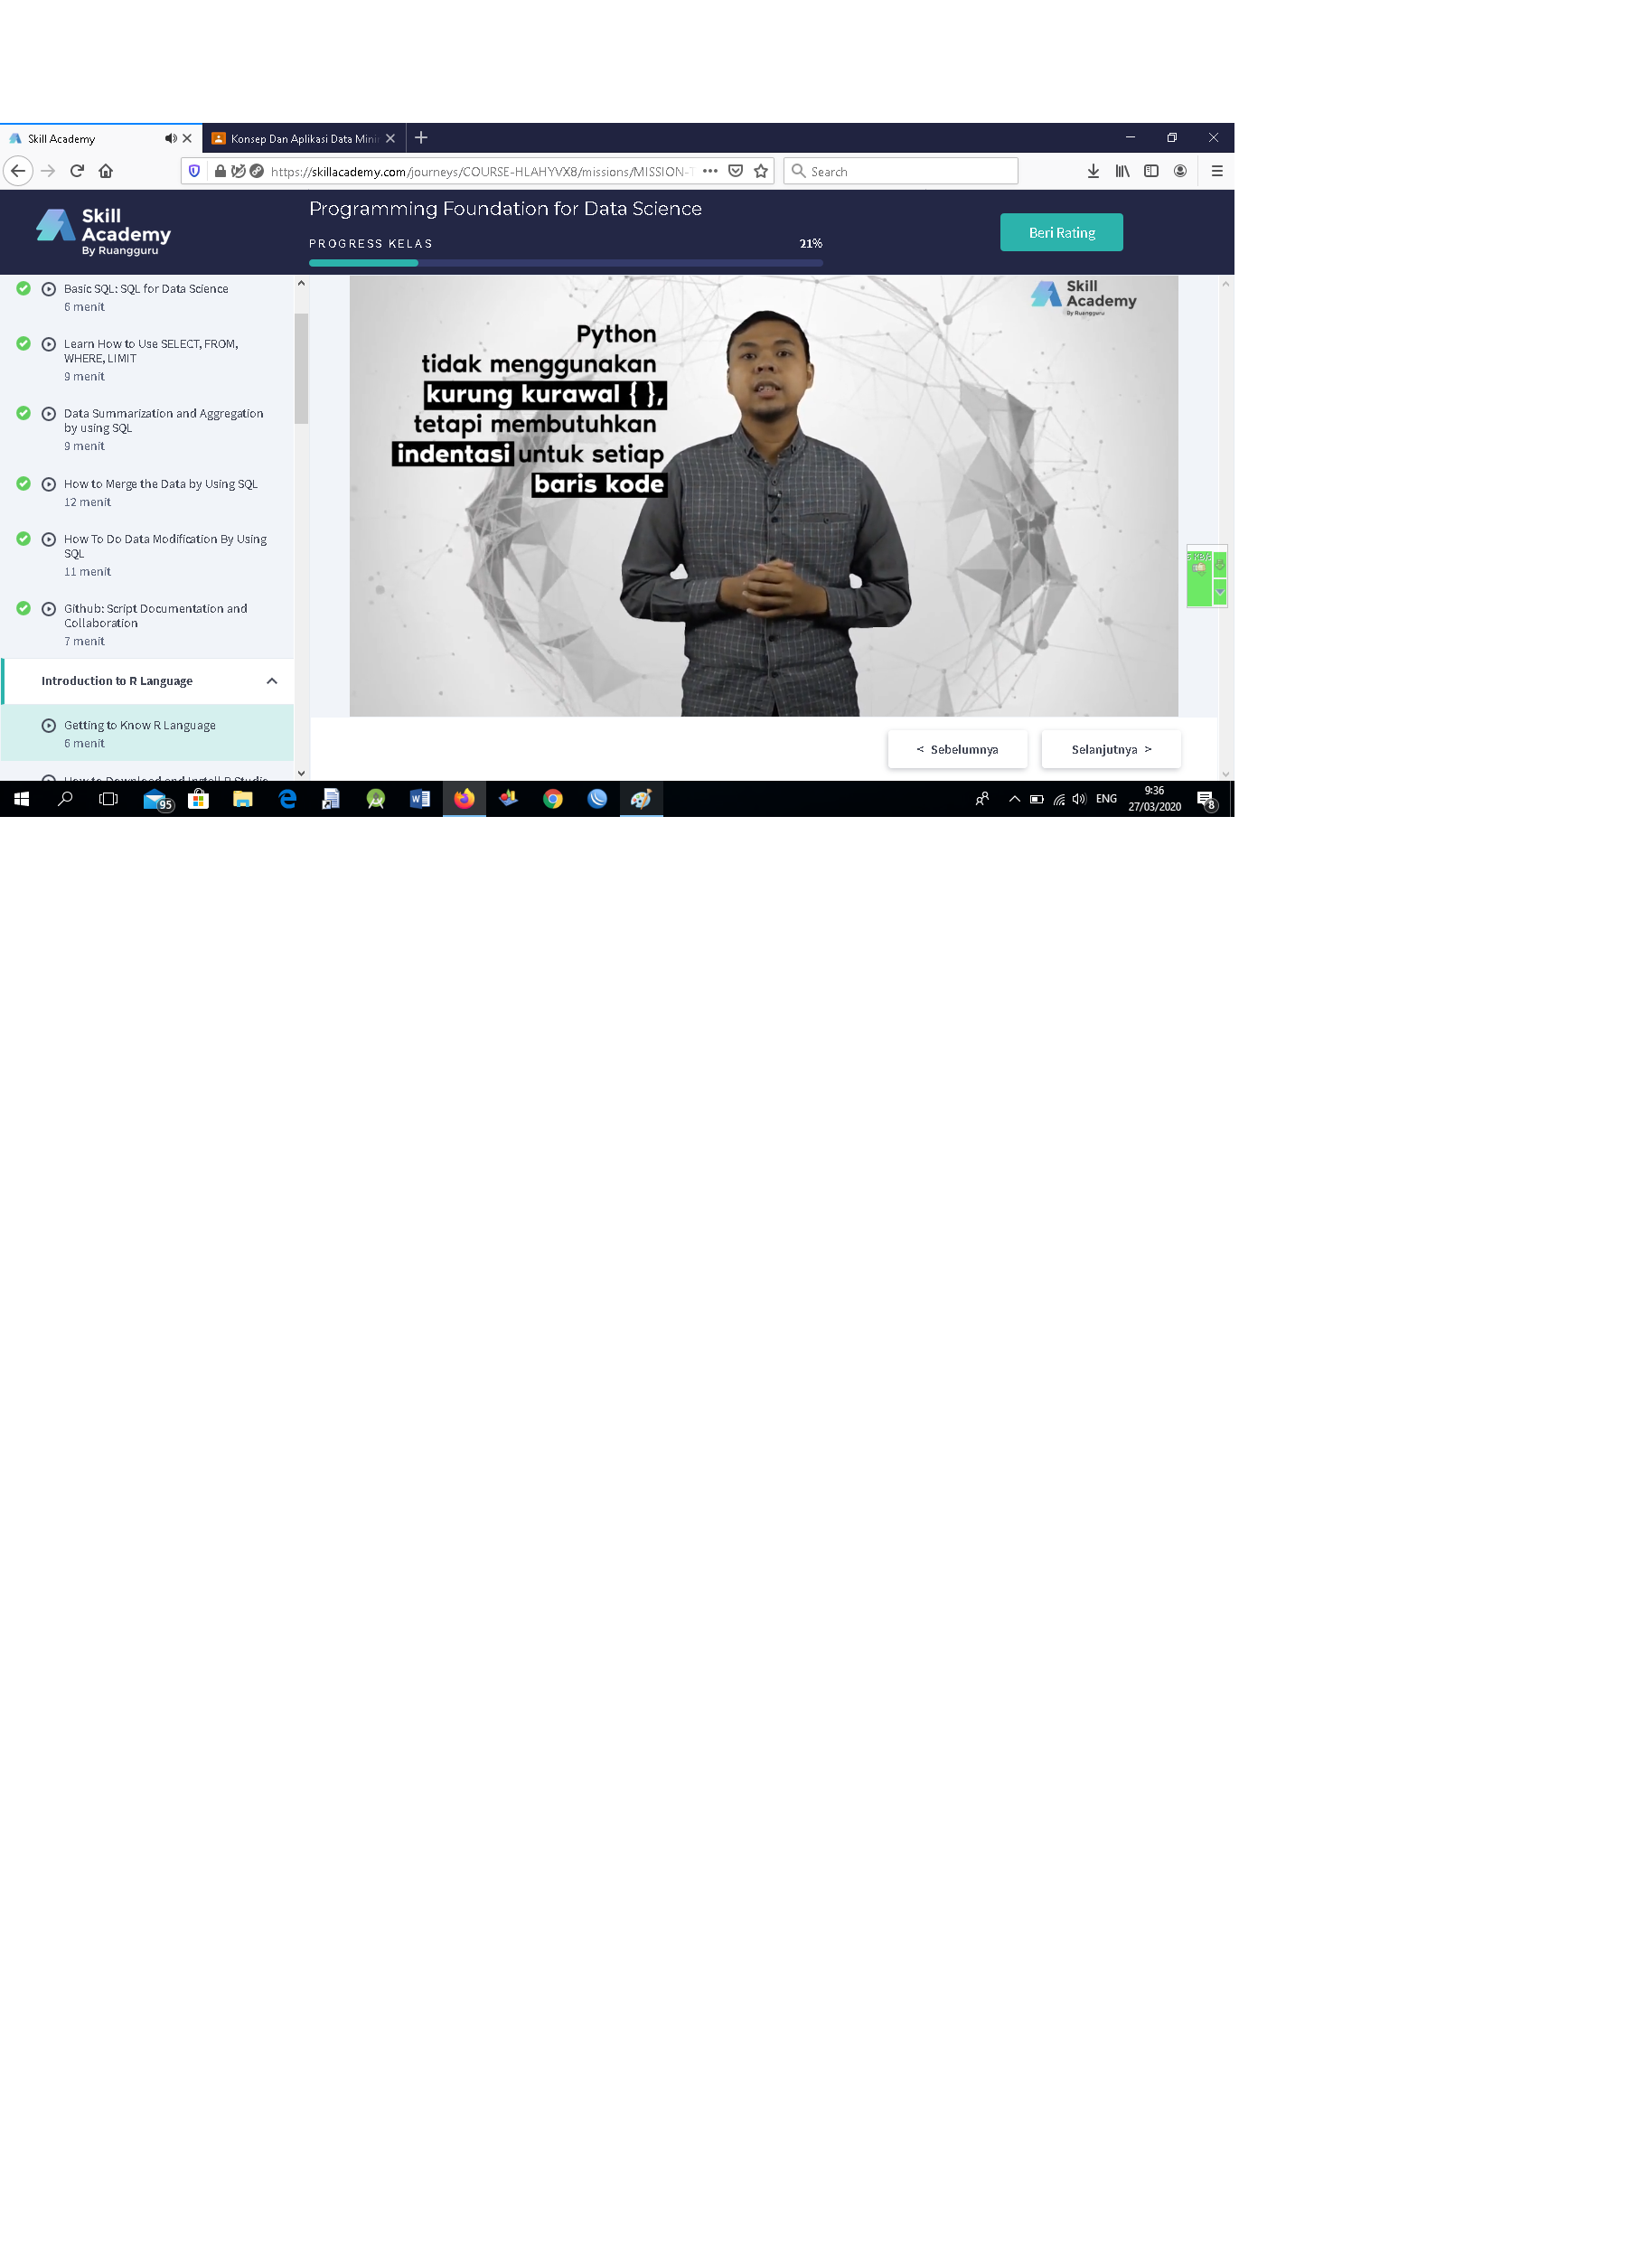 Skill Academy
Konsep Dan Aplikasi Data Mini
https://skillacademy.com/journeys/COURSE-HLAHYVX8/missions/MISSION-T
Search
Skill
Academy
By Ruangguru
Programming Foundation for Data Science
PROGRESS KELAS
21%
Beri Rating
Basic SQL: SQL for Data Science
6 menit
Learn How to Use SELECT, FROM,
WHERE, LIMIT
9 menit
Data Summarization and Aggregation
by using SQL
9 menit
How to Merge the Data by Using SQL
12 menit
How To Do Data Modification By Using
SQL
11 menit
Github: Script Documentation and
Collaboration
7 menit
Introduction to R Language
Getting to Know R Language
6 menit
How to Download and Install R Studio
Skill
Academy
By Ruangguru
Python
tidak menggunakan
kurung kurawal { },
tetapi membutuhkan
indentasi untuk setiap
baris kode
< Sebelumnya
Selanjutnya >
95
ENG
9:36
27/03/2020
8